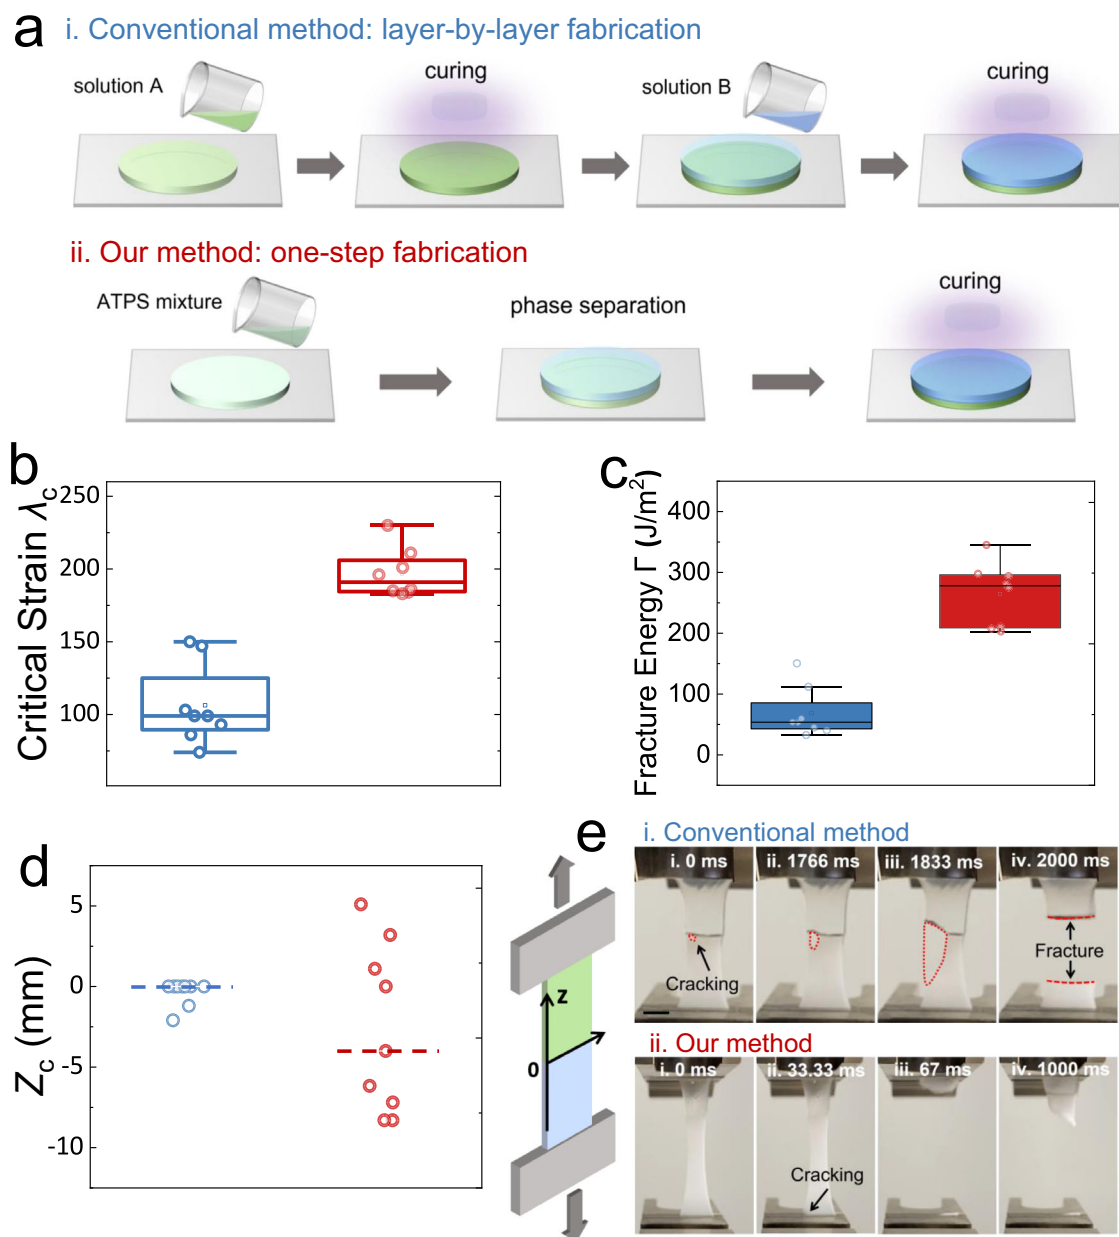 a
i. Conventional method: layer-by-layer fabrication
solution A
curing
solution B
curing
ii. Our method: one-step fabrication
ATPS mixture
phase separation
curing
b
Critical Strain λc
250
200
150
100
c
Fracture Energy Γ (J/m²)
400
300
200
100
0
d
Zc (mm)
5
0
-5
-10
z
0
e
i. Conventional method
i. 0 ms
ii. 1766 ms
iii. 1833 ms
iv. 2000 ms
Cracking
Fracture
ii. Our method
i. 0 ms
ii. 33.33 ms
iii. 67 ms
iv. 1000 ms
Cracking